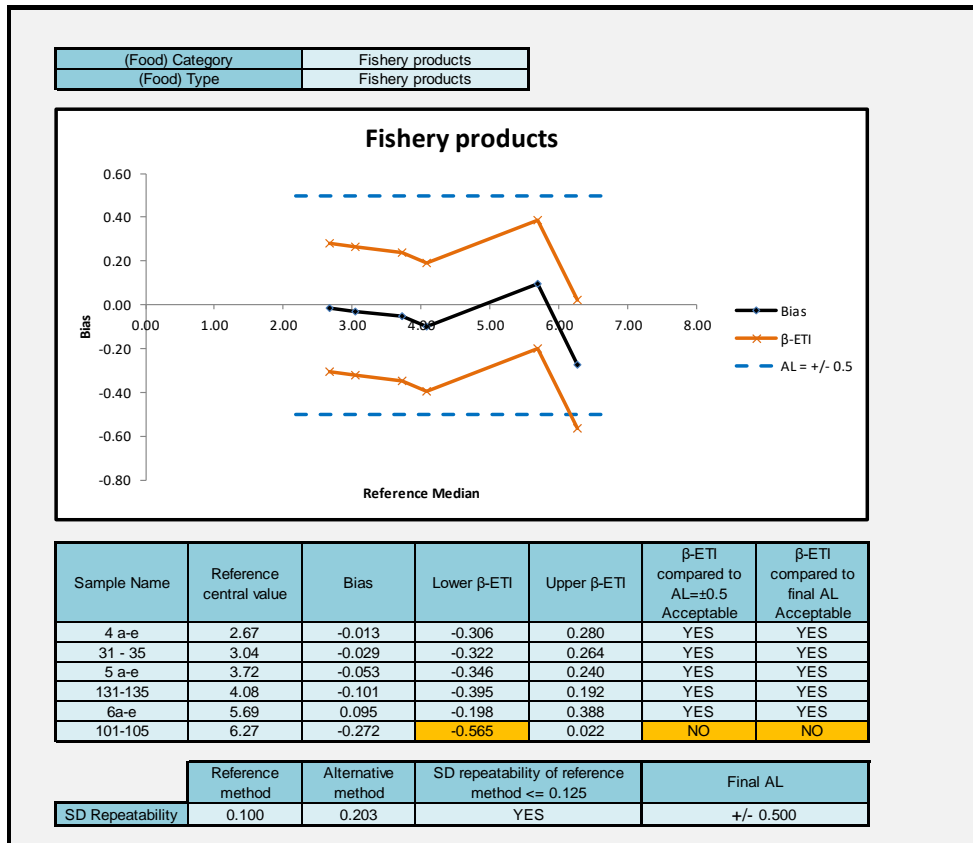 (Food) Category Fishery products
(Food) Type Fishery products
Fishery products
0.60
0.40
0.20
0.00
-0.20
-0.40
-0.60
-0.80
0.00 1.00 2.00 3.00 4.00 5.00 6.00 7.00 8.00
Bias
Reference Median
Bias
β-ETI
AL = +/- 0.5
Sample Name Reference central value Bias Lower β-ETI Upper β-ETI β-ETI compared to AL=±0.5 Acceptable β-ETI compared to final AL Acceptable
4 a-e 2.67 -0.013 -0.306 0.280 YES YES
31 - 35 3.04 -0.029 -0.322 0.264 YES YES
5 a-e 3.72 -0.053 -0.346 0.240 YES YES
131-135 4.08 -0.101 -0.395 0.192 YES YES
6a-e 5.69 0.095 -0.198 0.388 YES YES
101-105 6.27 -0.272 -0.565 0.022 NO NO
Reference method Alternative method SD repeatability of reference method <= 0.125 Final AL
SD Repeatability 0.100 0.203 YES +/- 0.500